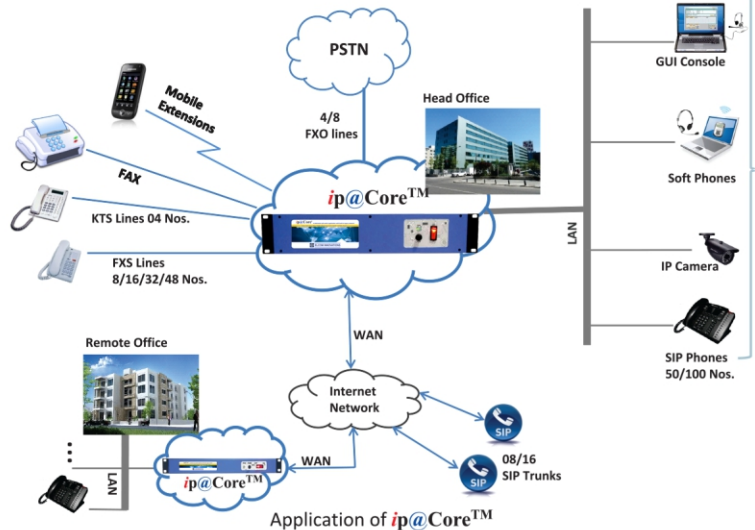 PSTN
4/8
FXO lines
Head Office
GUI Console
Mobile
Extensions
FAX
Soft Phones
ip@Core™
KTS Lines 04 Nos.
LAN
FXS Lines
8/16/32/48 Nos.
IP Camera
WAN
Remote Office
SIP Phones
50/100 Nos.
Internet
Network
SIP
08/16
SIP Trunks
SIP
WAN
LAN
ip@Core™
Application of ip@Core™